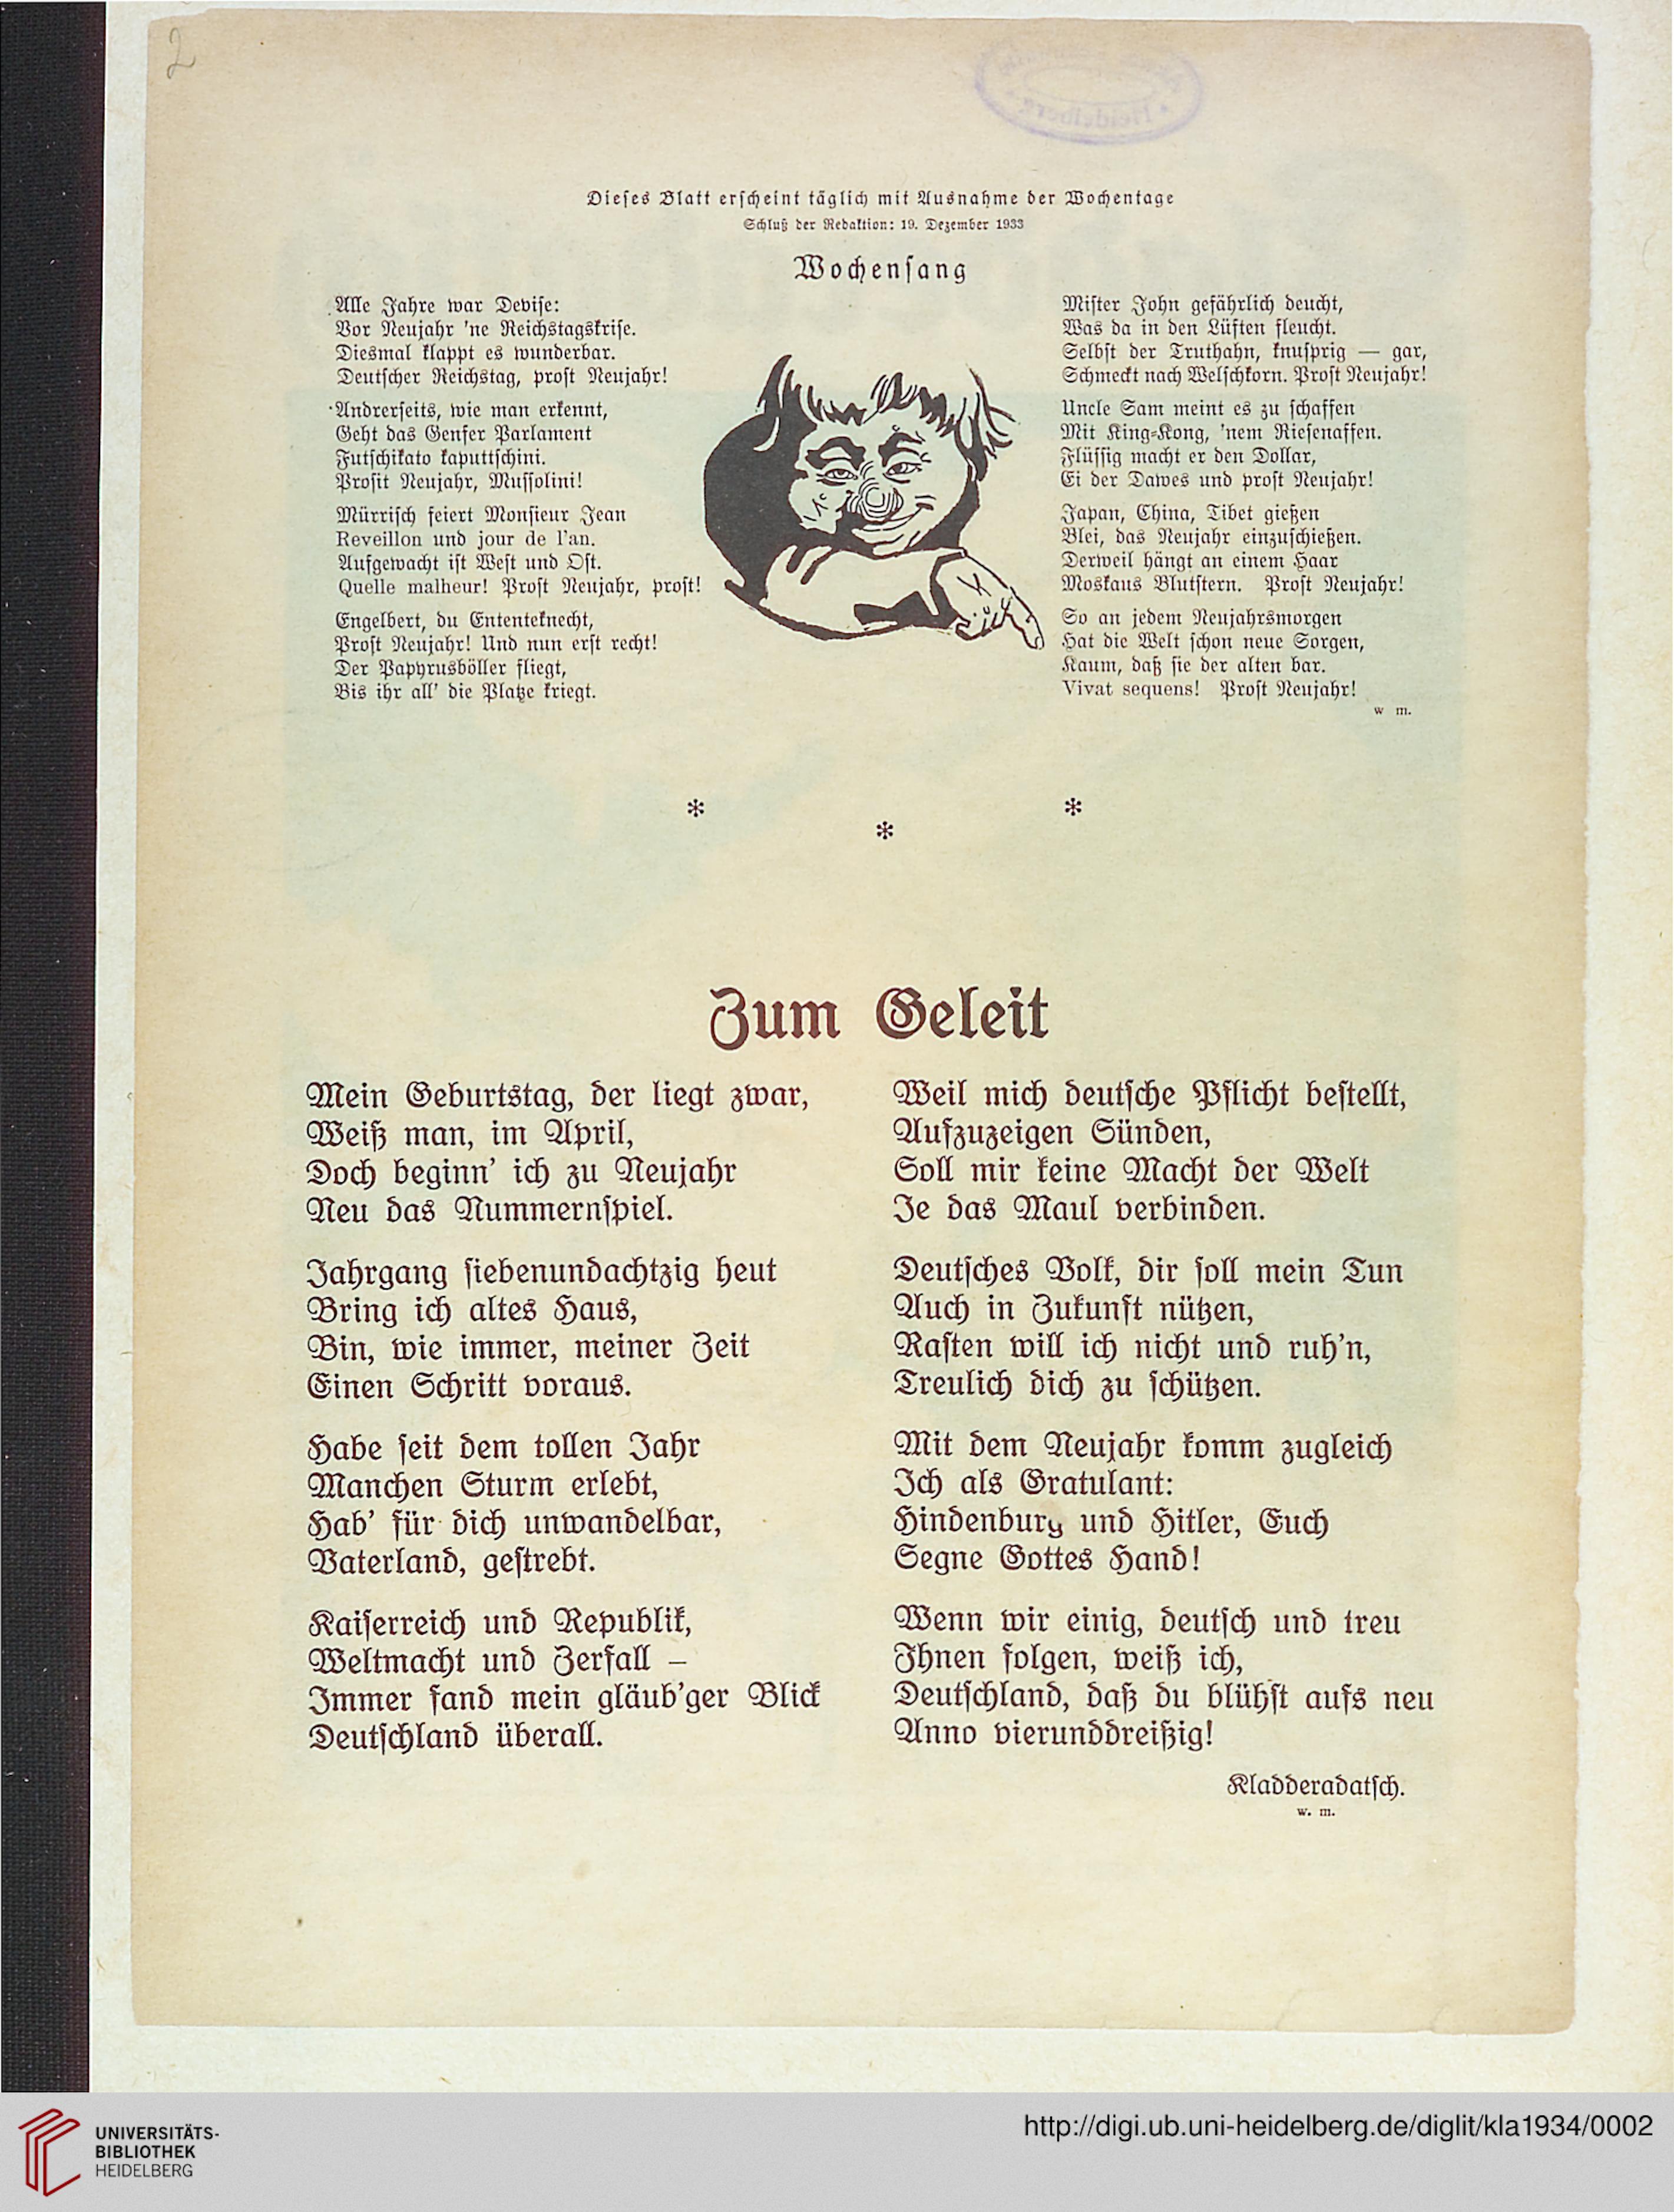 2
Dieſes Blatt erſcheint täglich mit Ausnahme der Wochentage
Schluß der Redaktion: 19. Dezember 1933
Wochenſang
Alle Jahre war Deviſe:
Vor Neujahr 'ne Reichstagskriſe.
Diesmal klappt es wunderbar.
Deutſcher Reichstag, proſt Neujahr!
Andrerſeits, wie man erkennt,
Geht das Genfer Parlament
Futſchikato kaputtſchini.
Proſit Neujahr, Muſſolini!
Mürriſch feiert Monſieur Jean
Reveillon und jour de l'an.
Aufgewacht iſt Weſt und Oſt.
Quelle malheur! Proſt Neujahr, proſt!
Engelbert, du Ententeknecht,
Proſt Neujahr! Und nun erſt recht!
Der Papyrusböller fliegt,
Bis ihr all' die Platze kriegt.
Miſter John gefährlich deucht,
Was da in den Lüften fleucht.
Selbſt der Truthahn, knuſprig — gar,
Schmeckt nach Welſchkorn. Proſt Neujahr!
Uncle Sam meint es zu ſchaffen
Mit King-Kong, 'nem Rieſenaffen.
Flüſſig macht er den Dollar,
Ei der Dawes und proſt Neujahr!
Japan, China, Tibet gießen
Blei, das Neujahr einzuſchießen.
Derweil hängt an einem Haar
Moskaus Blutſtern. Proſt Neujahr!
So an jedem Neujahrsmorgen
Hat die Welt ſchon neue Sorgen,
Kaum, daß ſie der alten bar.
Vivat sequens! Proſt Neujahr!
w m.
* * *
Zum Geleit
Mein Geburtstag, der liegt zwar,
Weiß man, im April,
Doch beginn' ich zu Neujahr
Neu das Nummernſpiel.
Jahrgang ſiebenundachtzig heut
Bring ich altes Haus,
Bin, wie immer, meiner Zeit
Einen Schritt voraus.
Habe ſeit dem tollen Jahr
Manchen Sturm erlebt,
Hab' für dich unwandelbar,
Vaterland, geſtrebt.
Kaiſerreich und Republik,
Weltmacht und Zerfall –
Immer fand mein gläub'ger Blick
Deutſchland überall.
Weil mich deutſche Pflicht beſtellt,
Aufzuzeigen Sünden,
Soll mir keine Macht der Welt
Je das Maul verbinden.
Deutſches Volk, dir ſoll mein Tun
Auch in Zukunft nützen,
Raſten will ich nicht und ruh'n,
Treulich dich zu ſchützen.
Mit dem Neujahr komm zugleich
Ich als Gratulant:
Hindenburg und Hitler, Euch
Segne Gottes Hand!
Wenn wir einig, deutſch und treu
Ihnen folgen, weiß ich,
Deutſchland, daß du blühſt aufs neu
Anno vierunddreißig!
Kladderadatſch.
w. m.
UNIVERSITÄTS-
BIBLIOTHEK
HEIDELBERG
http://digi.ub.uni-heidelberg.de/diglit/kla1934/0002